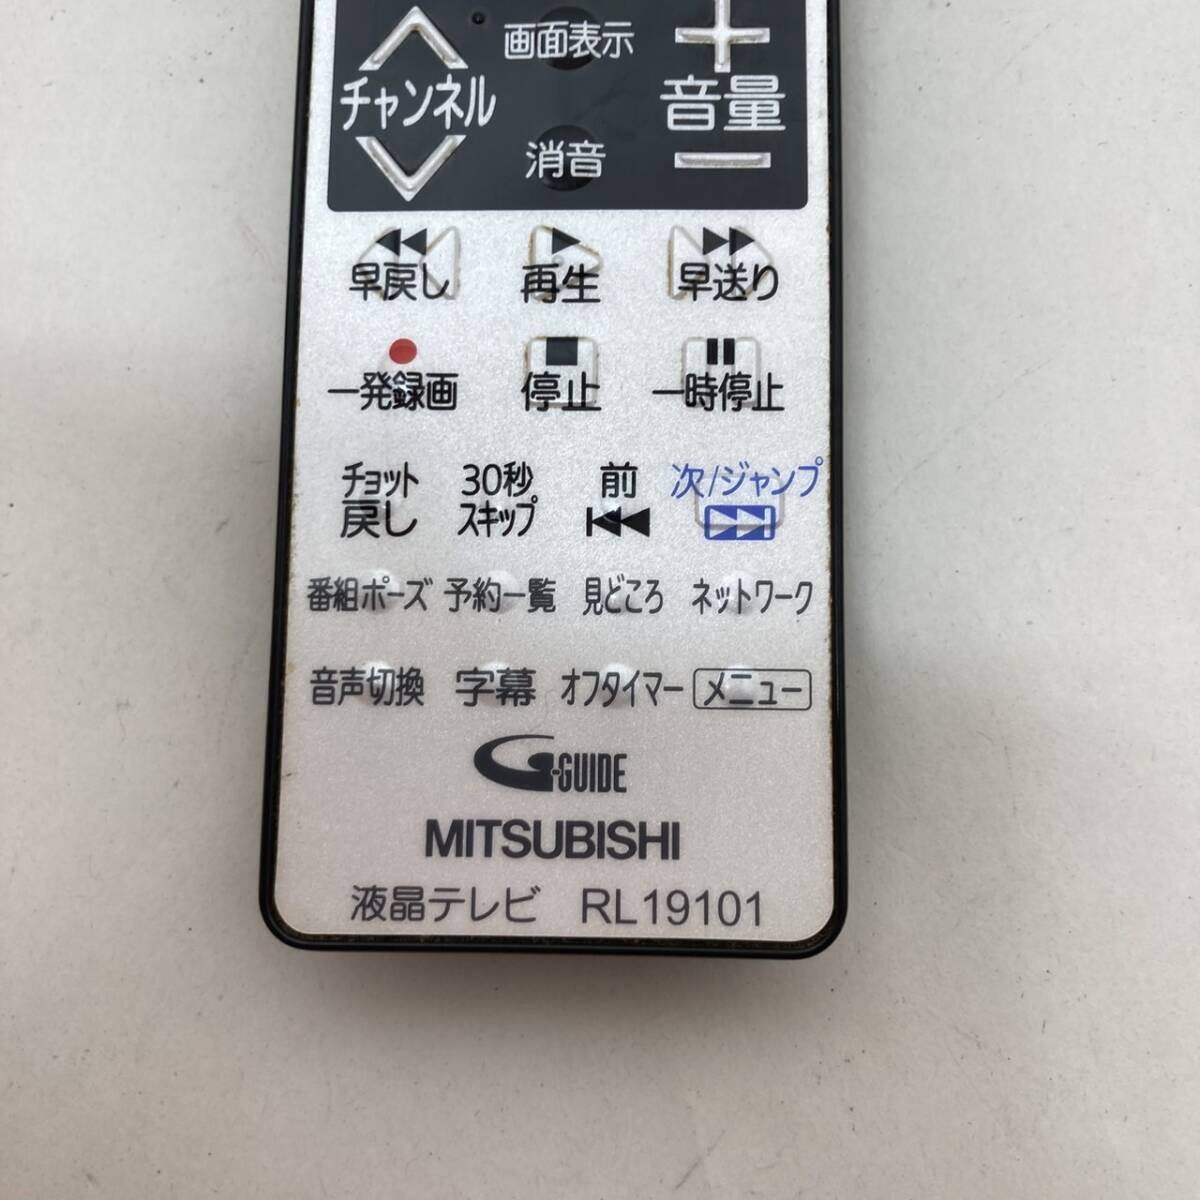 画面表示
チャンネル
音量
消音
早戻し 再生 早送り
一発録画 停止 一時停止
チョット 30秒 前 次/ジャンプ
戻し スキップ
番組ポーズ 予約一覧 見どころ ネットワーク
音声切換 字幕 オフタイマー メニュー
G-GUIDE
MITSUBISHI
液晶テレビ RL19101